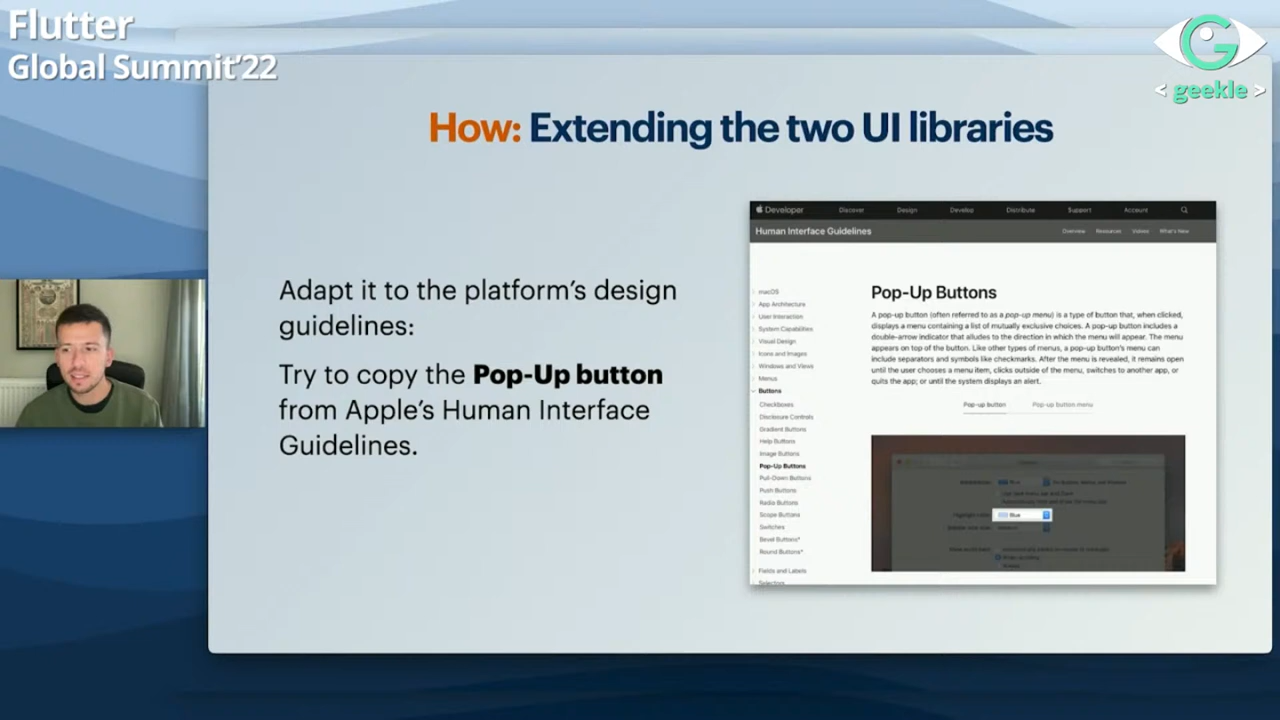 Flutter
Global Summit'22
G
< geekle >
How: Extending the two UI libraries
Adapt it to the platform's design
guidelines:
Try to copy the Pop-Up button
from Apple's Human Interface
Guidelines.
Developer
Discover
Design
Develop
Distribute
Support
Account
Human Interface Guidelines
Overview
Resources
Videos
What's New
macOS
App Architecture
User Interaction
System Capabilities
Visual Design
Icons and Images
Windows and Views
Menus
Buttons
Checkboxes
Disclosure Controls
Gradient Buttons
Help Buttons
Image Buttons
Pop-Up Buttons
Pull-Down Buttons
Push Buttons
Radio Buttons
Scope Buttons
Switches
Bevel Buttons*
Round Buttons*
Fields and Labels
Selectors
Pop-Up Buttons
A pop-up button (often referred to as a pop-up menu) is a type of button that, when clicked,
displays a menu containing a list of mutually exclusive choices. A pop-up button includes a
double-arrow indicator that alludes to the direction in which the menu will appear. The menu
appears on top of the button. Like other types of menus, a pop-up button's menu can
include separators and symbols like checkmarks. After the menu is revealed, it remains open
until the user chooses a menu item, clicks outside of the menu, switches to another app, or
quits the app; or until the system displays an alert.
Pop-up button
Pop-up button menu
Blue
Highlight color:
Blue